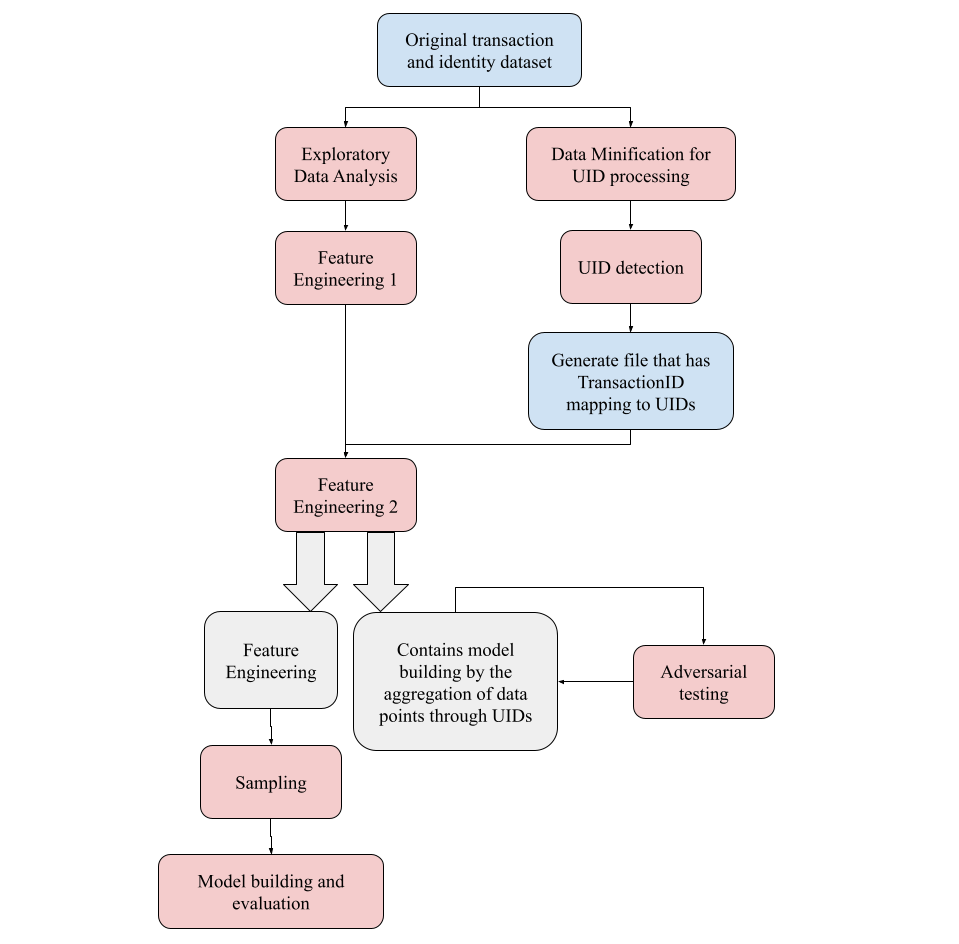 Original transaction
and identity dataset
Exploratory
Data Analysis
Data Minification for
UID processing
Feature
Engineering 1
UID detection
Generate file that has
TransactionID
mapping to UIDs
Feature
Engineering 2
Feature
Engineering
Contains model
building by the
aggregation of data
points through UIDs
Adversarial
testing
Sampling
Model building and
evaluation